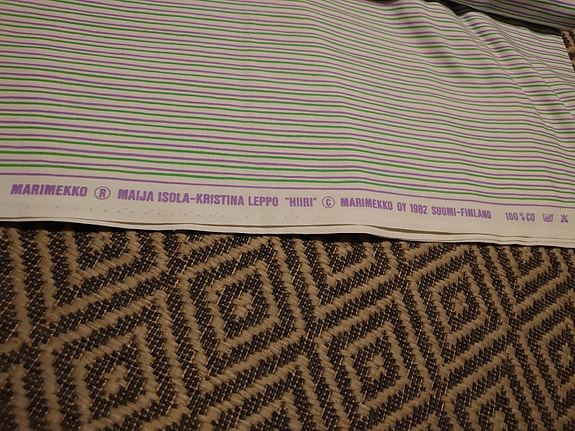 MARIMEKKO ® MAIJA ISOLA-KRISTINA LEPPO "HIIRI" © MARIMEKKO OY 1982 SUOMI-FINLAND 100 % CO